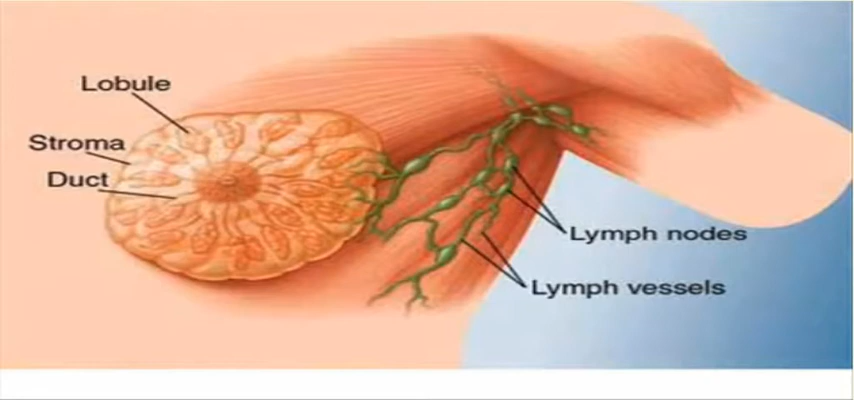 Lobule
Stroma
Duct
Lymph nodes
Lymph vessels